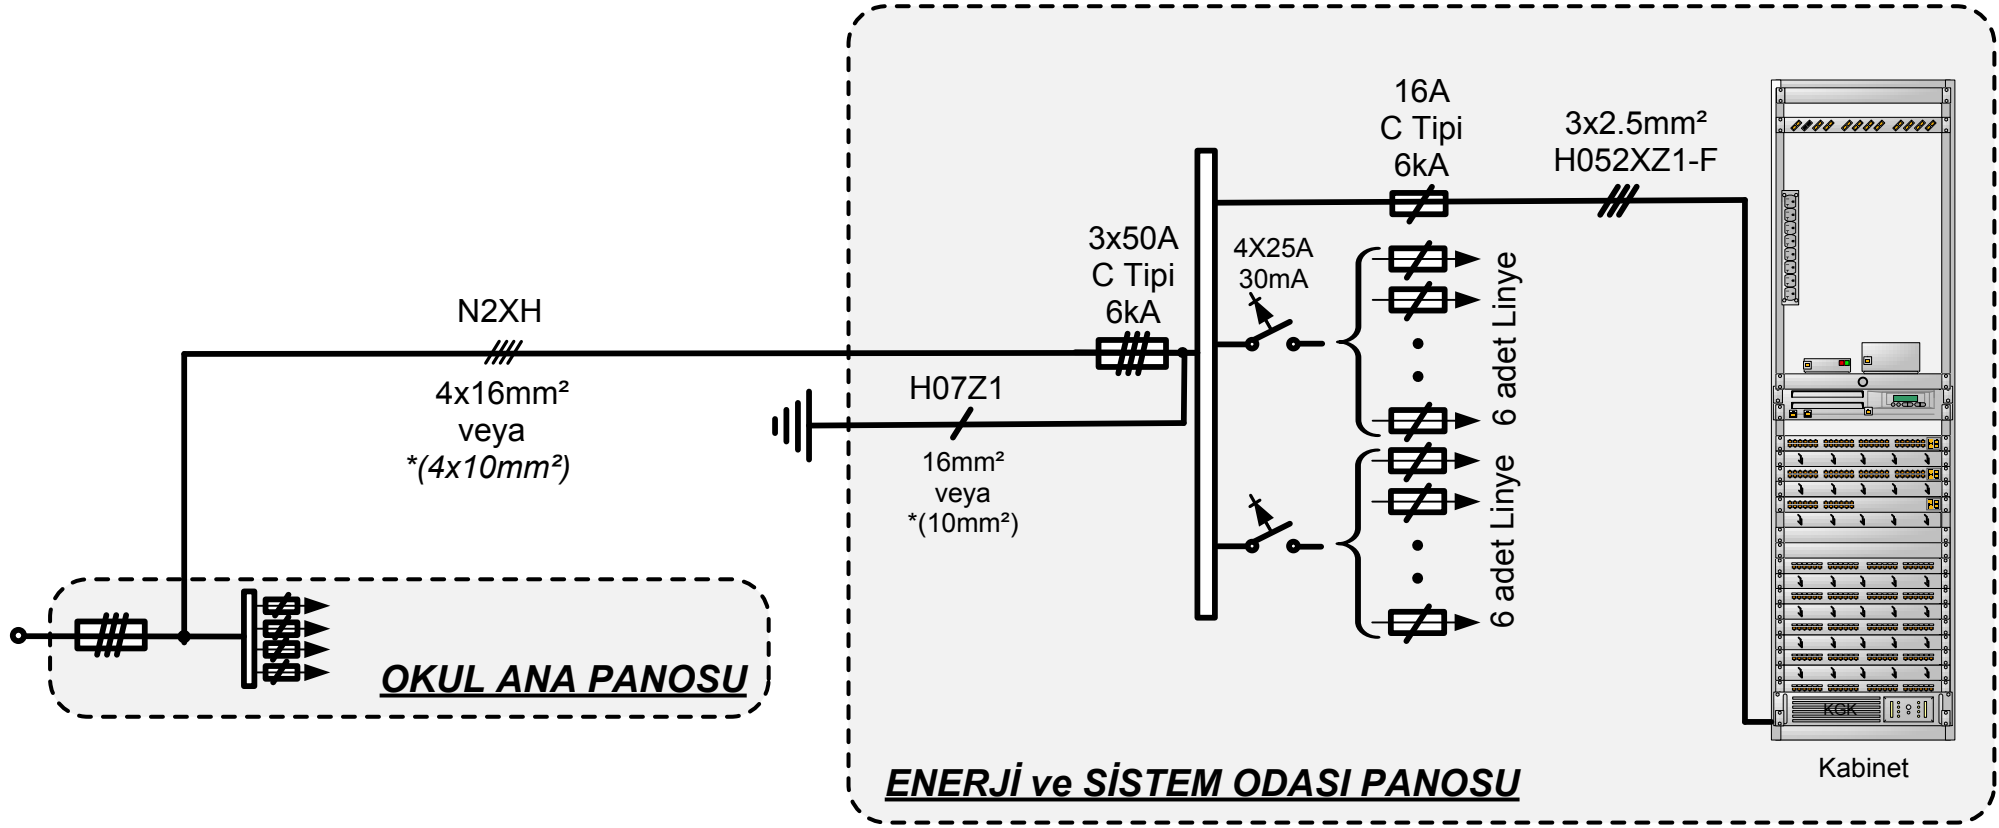 16A
C Tipi
6kA
3x2.5mm²
H052XZ1-F
3x50A
C Tipi
6kA
4X25A
30mA
6 adet Linye
N2XH
4x16mm²
veya
*(4x10mm²)
H07Z1
16mm²
veya
*(10mm²)
6 adet Linye
OKUL ANA PANOSU
KGK
Kabinet
ENERJİ ve SİSTEM ODASI PANOSU